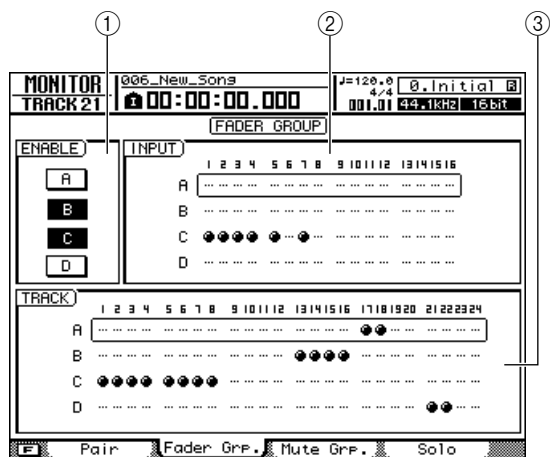 1 2 3
MONITOR 006_New_Song ♩=120.0 4/4 0.Initial
TRACK 21 00:00:00.000 001.01 44.1kHz 16bit
FADER GROUP
ENABLE INPUT
1 2 3 4 5 6 7 8 9 10 11 12 13 14 15 16
A A
B B
C C
D D
TRACK
1 2 3 4 5 6 7 8 9 10 11 12 13 14 15 16 17 18 19 20 21 22 23 24
A
B
C
D
F Pair Fader Grp. Mute Grp. Solo